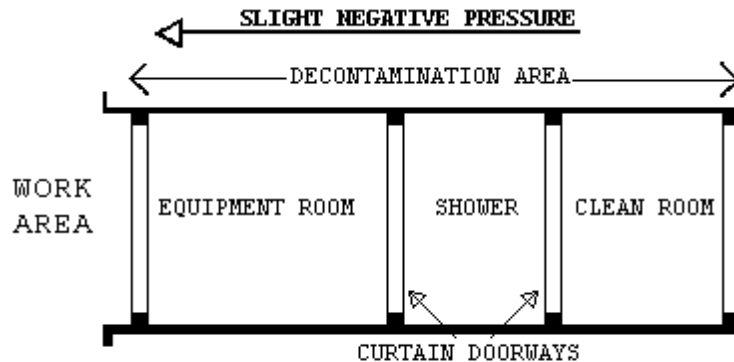 SLIGHT NEGATIVE PRESSURE
DECONTAMINATION AREA
WORK
AREA
EQUIPMENT ROOM
SHOWER
CLEAN ROOM
CURTAIN DOORWAYS